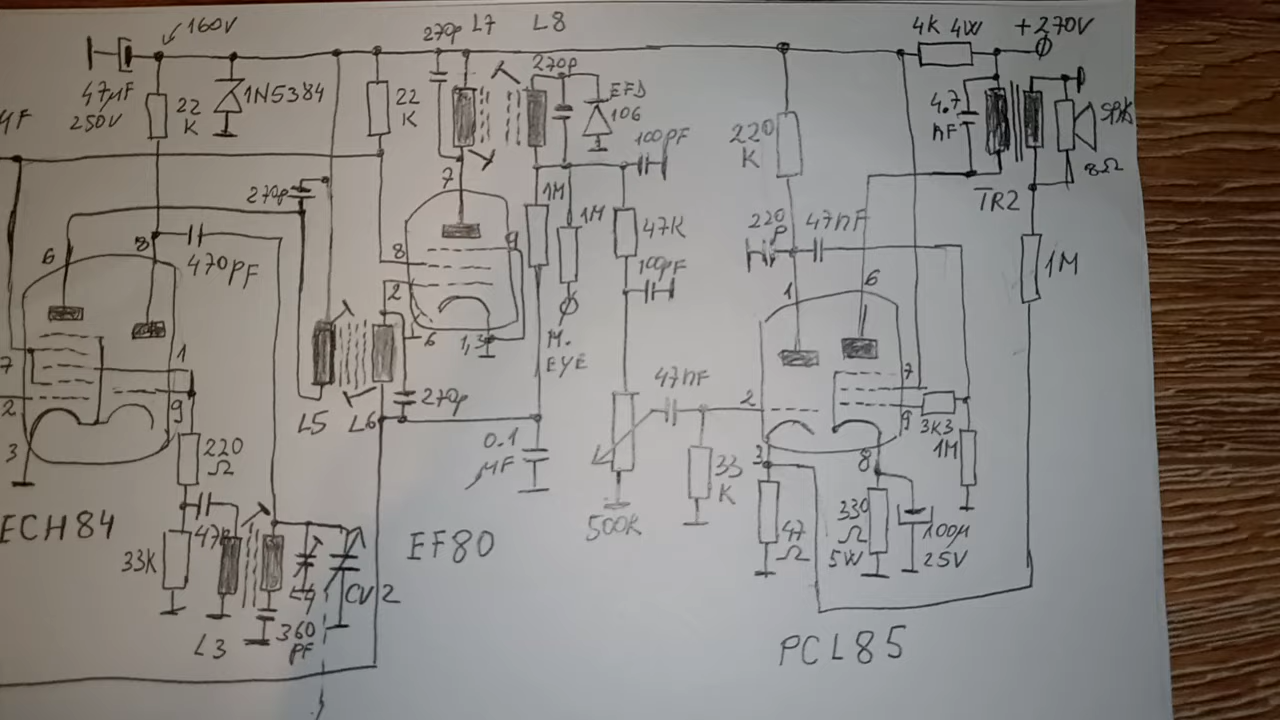 160V
270p
L7
L8
4K 4W
+270V
47µF
250V
22
K
1N5384
22
K
270p
EFD
106
4.7
nF
SPK
8Ω
µF
100PF
220
K
TR2
270p
7
1M
1M
47K
220
P
47nF
1M
6
8
470PF
8
9
100PF
1
6
2
6
1,3
M.
EYE
7
1
7
2
9
L5
L6
270p
47nF
2
9
3K3
1M
3
220
Ω
0.1
µF
33
K
3
8
ECH84
47n
500K
47
Ω
330
Ω
5W
100µ
25V
33K
EF80
L4
CV2
L3
360
PF
PCL85